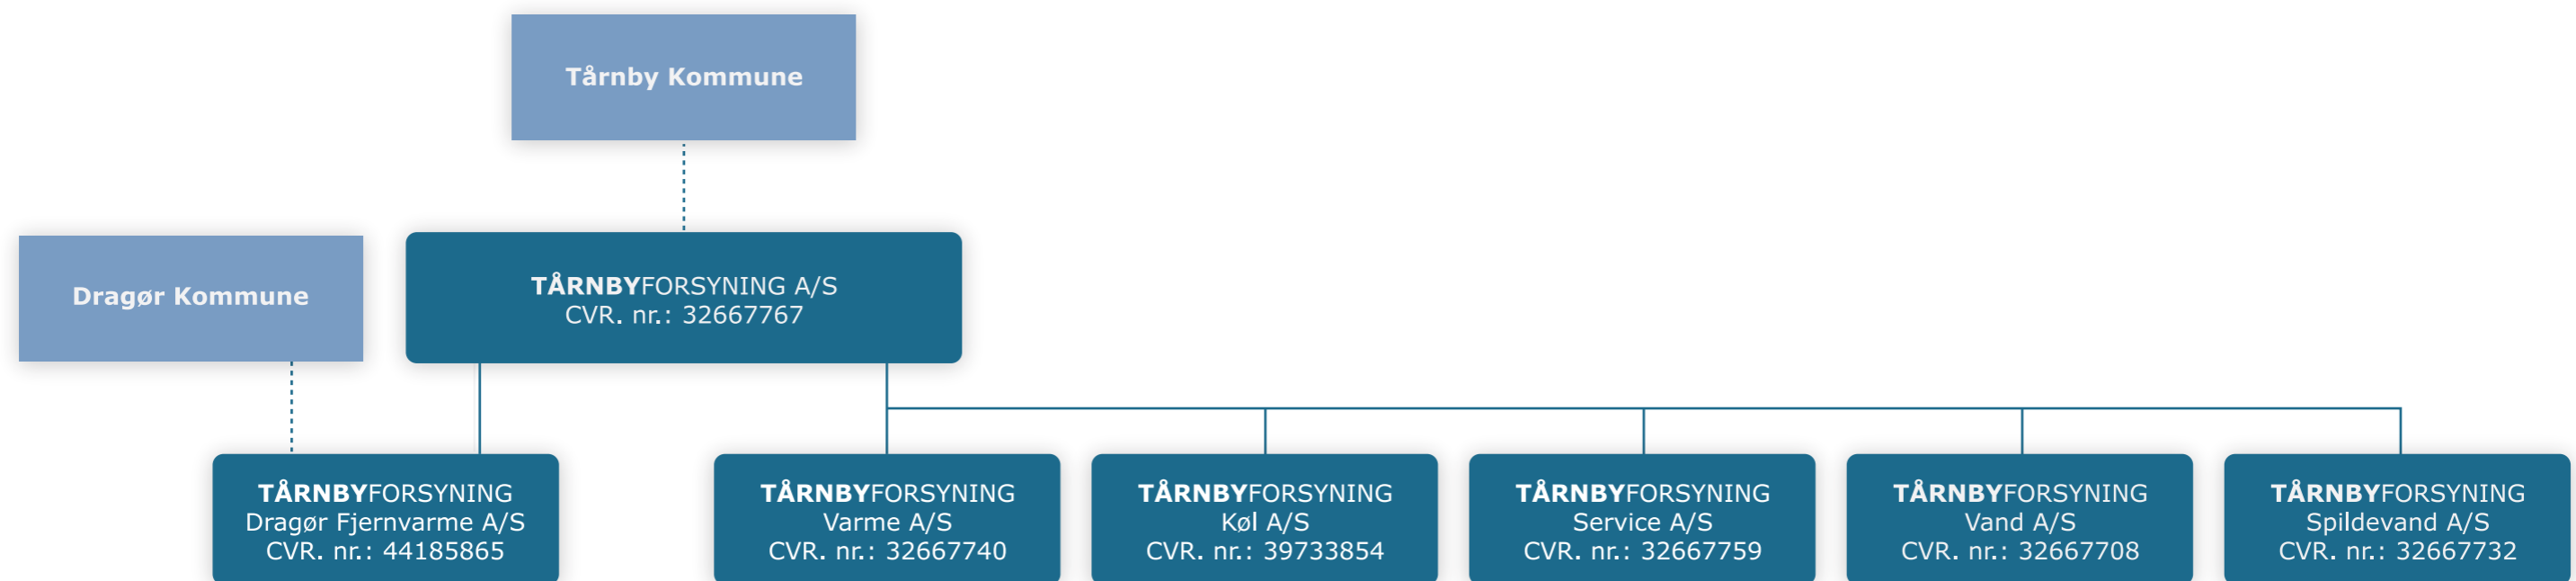 Tårnby Kommune
Dragør Kommune
TÅRNBYFORSYNING A/S
CVR. nr.: 32667767
TÅRNBYFORSYNING
Dragør Fjernvarme A/S
CVR. nr.: 44185865
TÅRNBYFORSYNING
Varme A/S
CVR. nr.: 32667740
TÅRNBYFORSYNING
Køl A/S
CVR. nr.: 39733854
TÅRNBYFORSYNING
Service A/S
CVR. nr.: 32667759
TÅRNBYFORSYNING
Vand A/S
CVR. nr.: 32667708
TÅRNBYFORSYNING
Spildevand A/S
CVR. nr.: 32667732